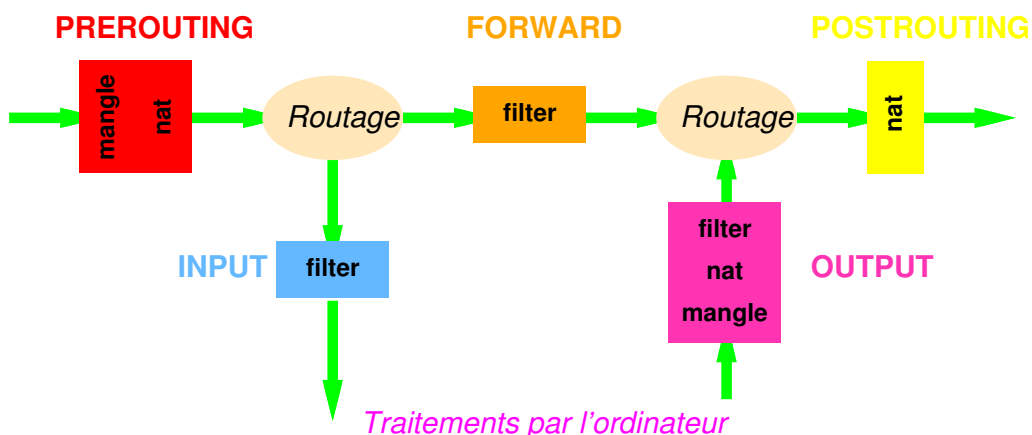 PREROUTING FORWARD POSTROUTING
mangle nat Routage filter Routage nat
INPUT filter
filter
nat
mangle
OUTPUT
Traitements par l'ordinateur